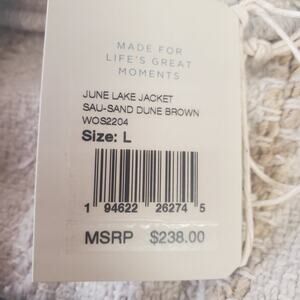 MADE FOR
LIFE'S GREAT
MOMENTS
JUNE LAKE JACKET
SAU-SAND DUNE BROWN
WOS2204
Size: L
1 94622 26274 5
MSRP $238.00